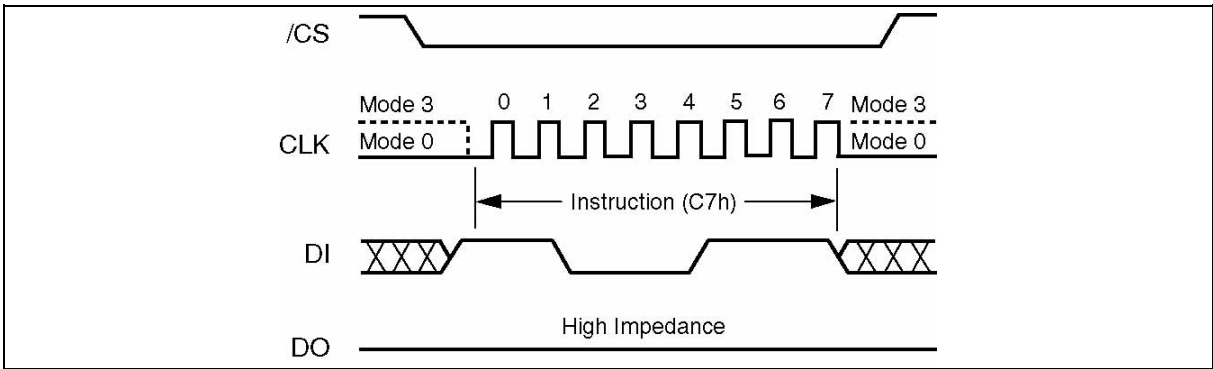 /CS
Mode 3 0 1 2 3 4 5 6 7 Mode 3
CLK Mode 0 Mode 0
Instruction (C7h)
DI
High Impedance
DO